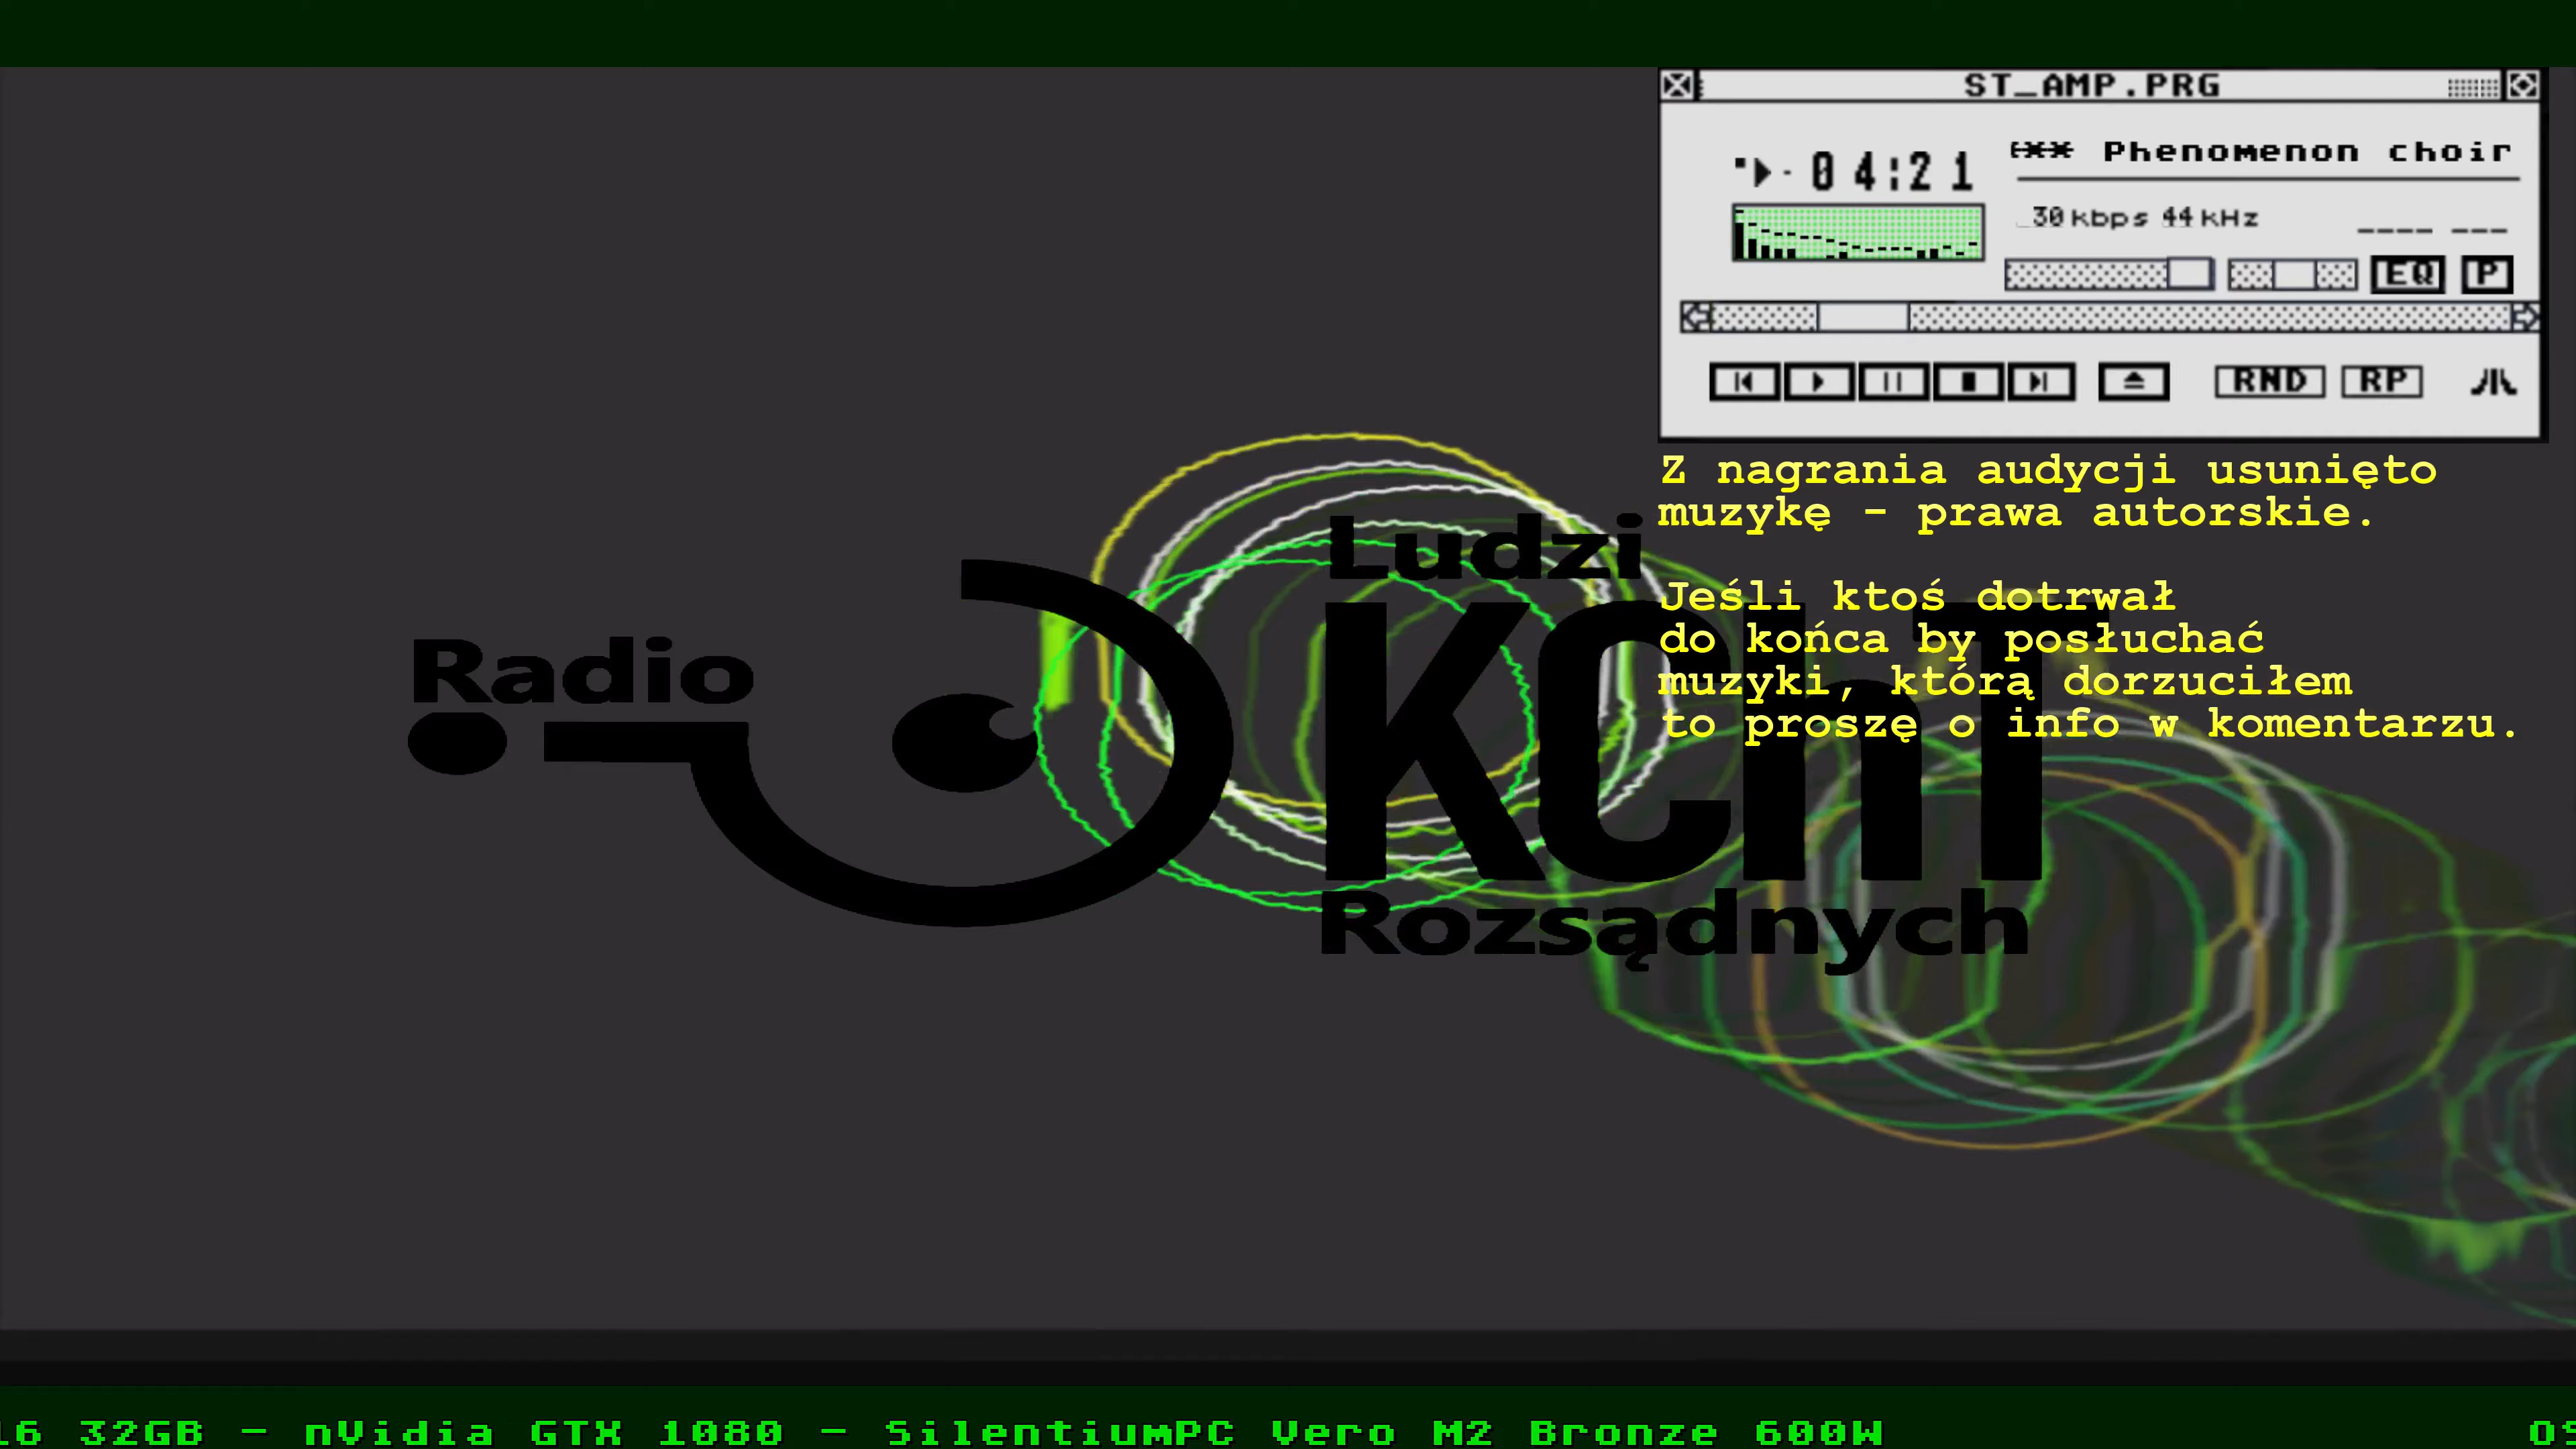 ST_AMP.PRG
04:21
*** Phenomenon choir
30 kbps 44 kHz
EQ P
RND RP
Z nagrania audycji usunięto
muzykę - prawa autorskie.
Jeśli ktoś dotrwał
do końca by posłuchać
muzyki, którą dorzuciłem
to proszę o info w komentarzu.
Radio
Ludzi
KChT
Rozsądnych
16 32GB - nVidia GTX 1080 - SilentiumPC Vero M2 Bronze 600W